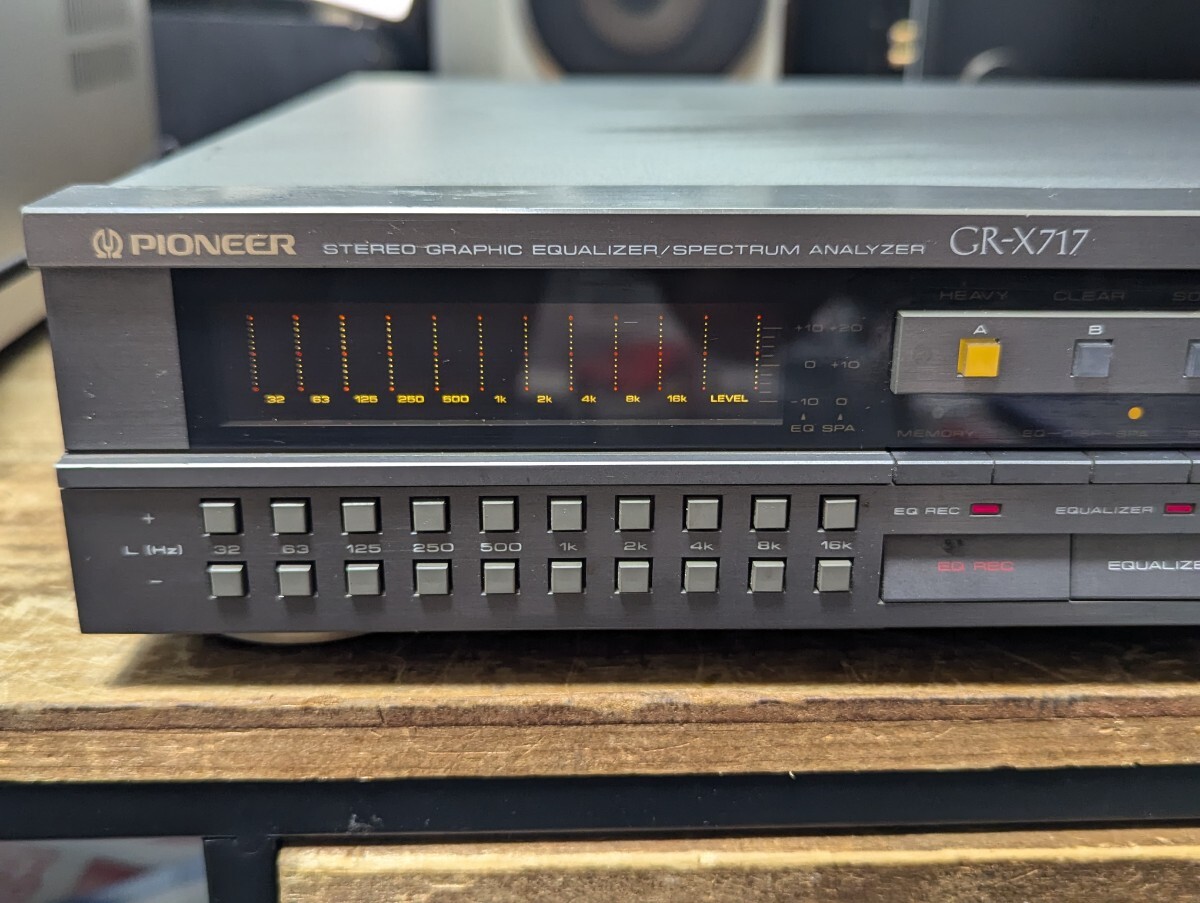 PIONEER STEREO GRAPHIC EQUALIZER/SPECTRUM ANALYZER GR-X717
HEAVY CLEAR
A B
+10 +20
0 +10
-10 0
32 63 125 250 500 1k 2k 4k 8k 16k LEVEL
EQ SPA
MEMORY
+
EQ REC EQUALIZER
L (Hz) 32 63 125 250 500 1k 2k 4k 8k 16k
EQ REC EQUALIZE
-